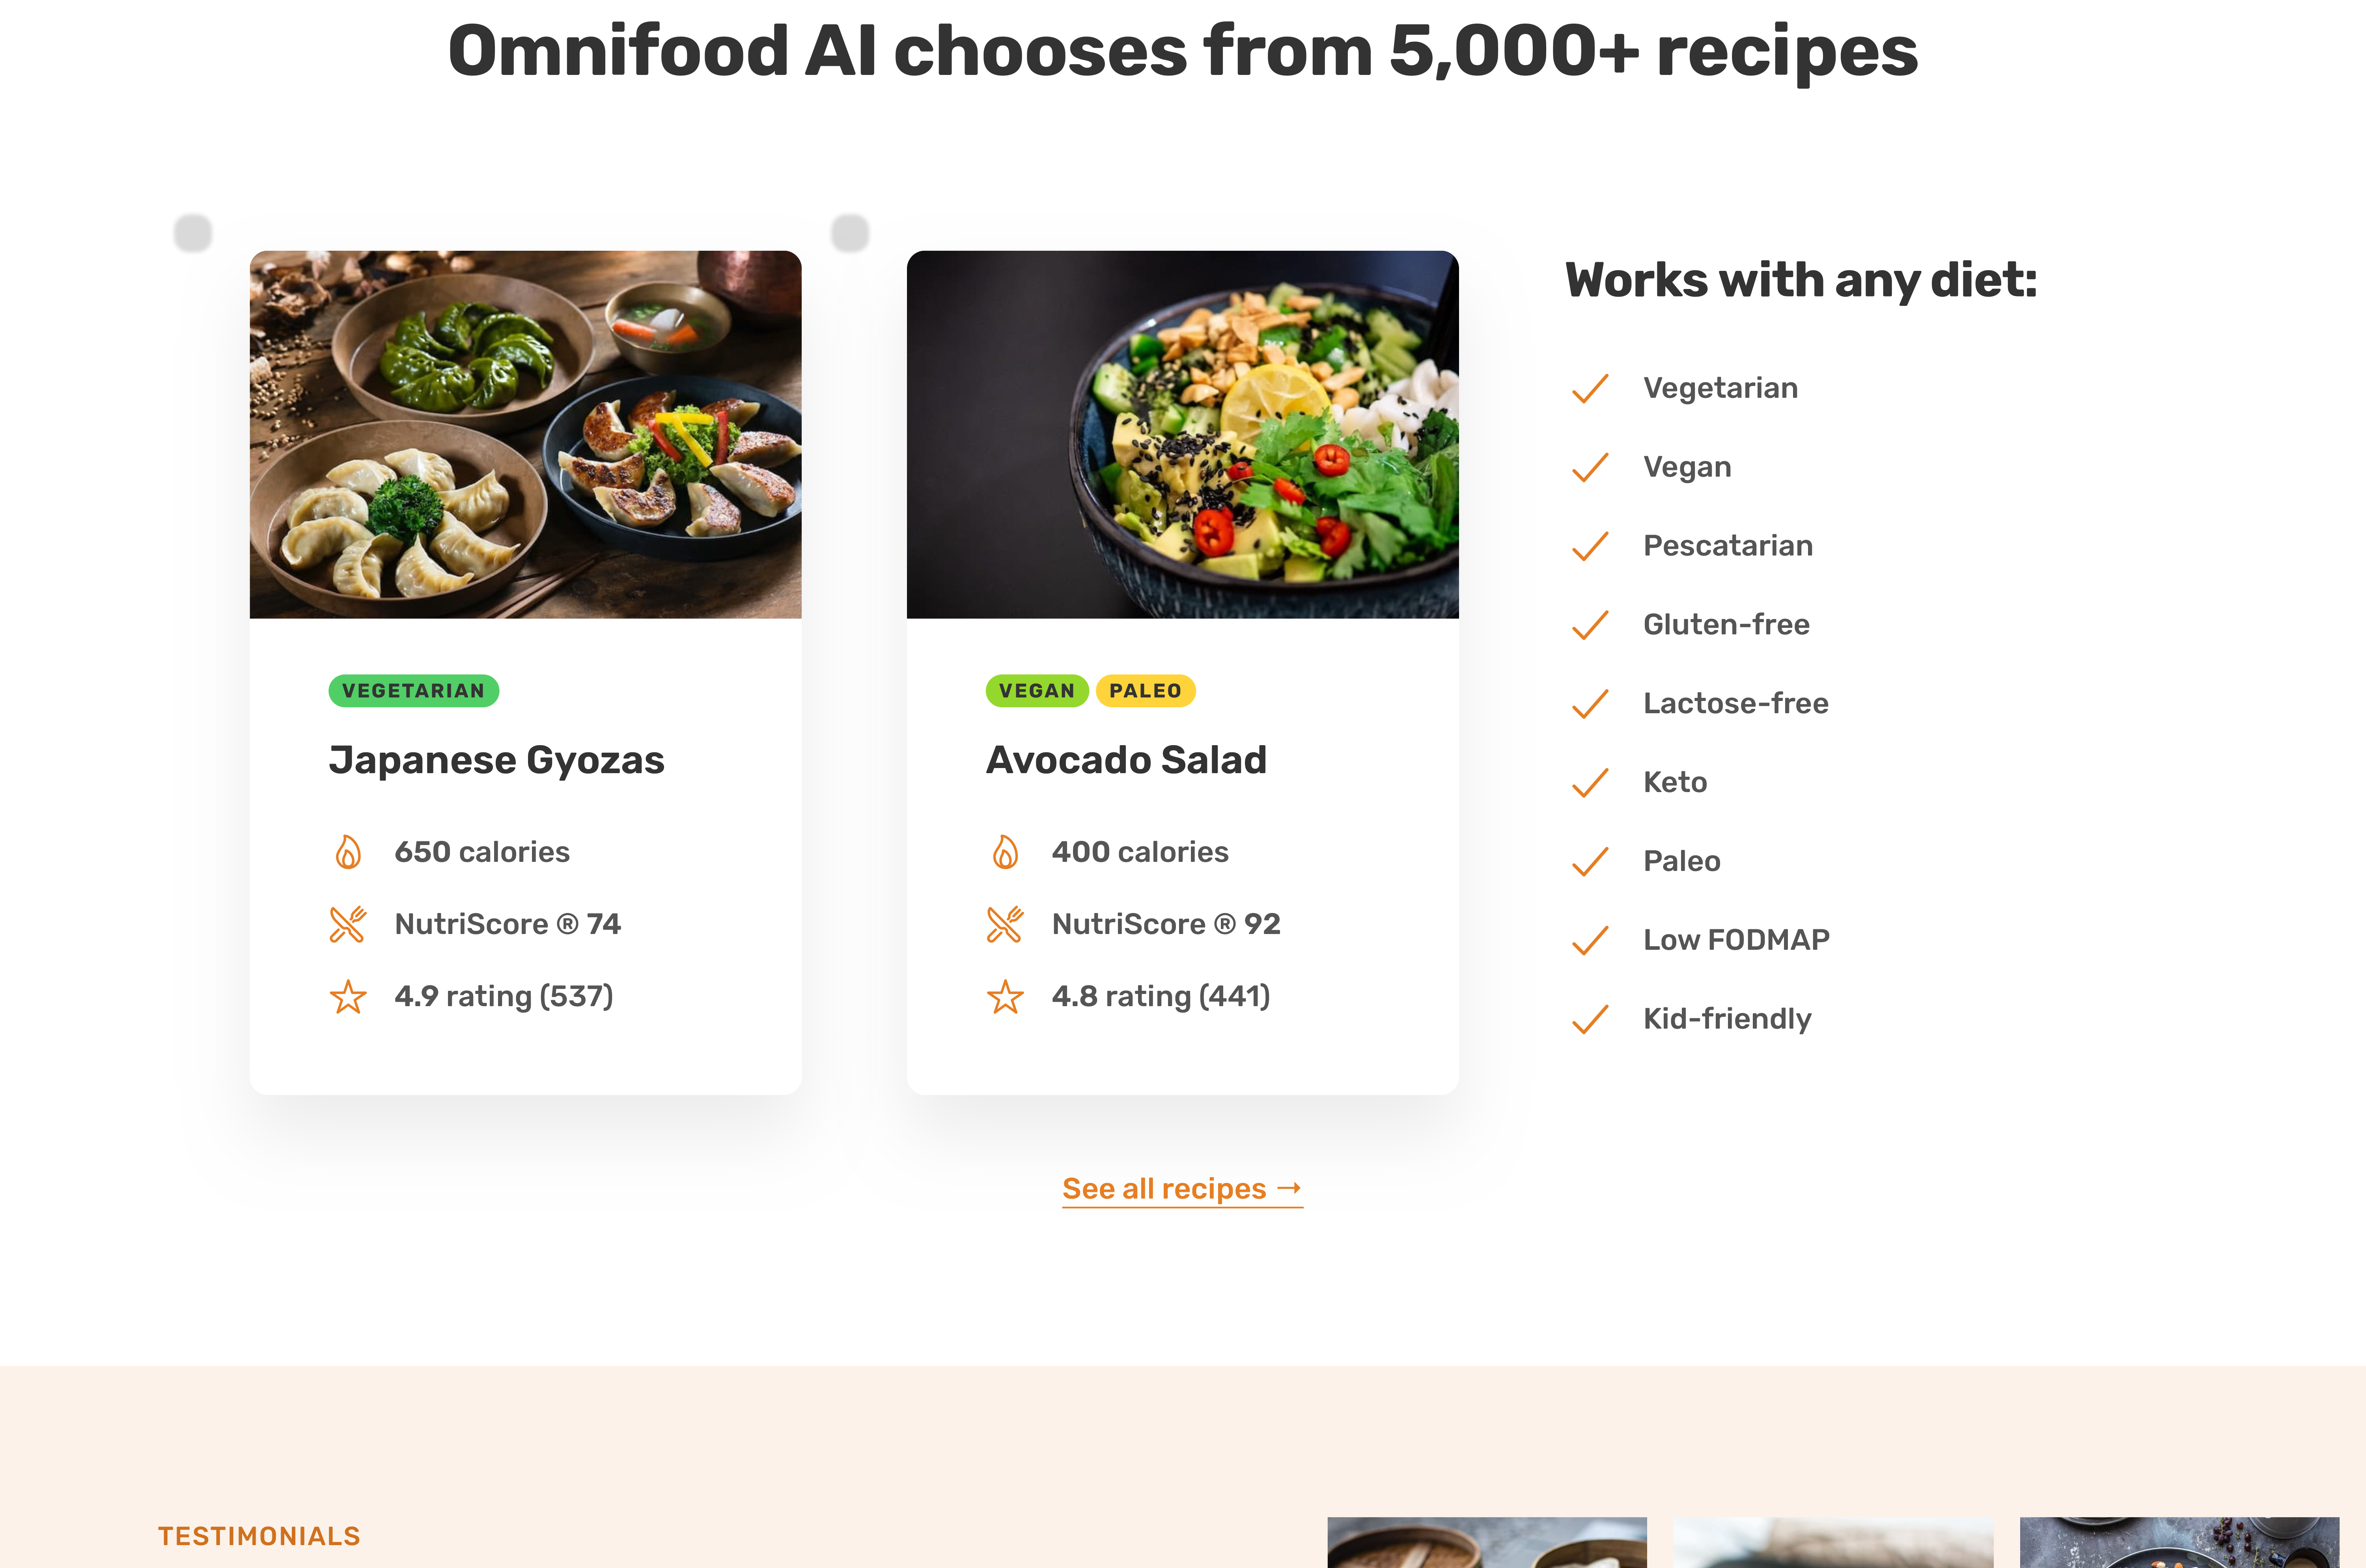 Omnifood AI chooses from 5,000+ recipes
VEGETARIAN
Japanese Gyozas
650 calories
NutriScore ® 74
4.9 rating (537)
VEGAN PALEO
Avocado Salad
400 calories
NutriScore ® 92
4.8 rating (441)
Works with any diet:
Vegetarian
Vegan
Pescatarian
Gluten-free
Lactose-free
Keto
Paleo
Low FODMAP
Kid-friendly
See all recipes →
TESTIMONIALS